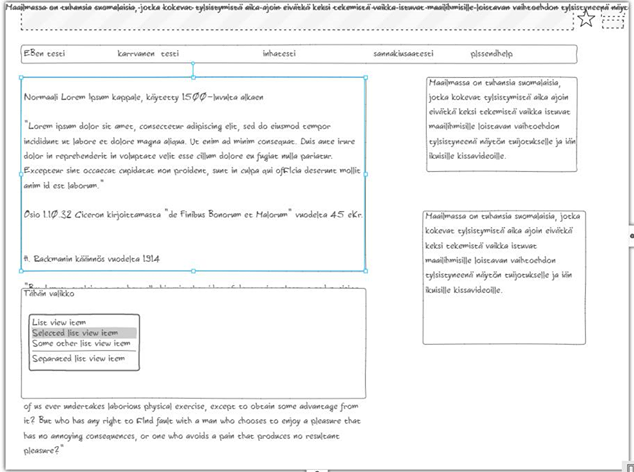 Maailmassa on tuhansia suomalaisia, jotka kokevat tylsistymistä aika ajoin eivätkä keksi tekemistä vaikka istuvat maailmihmisille loistavan vaihtoehdon tylsistyneenä näyt
EBen testi karvanen testi inhatesti sannakiusaatesti plssendhelp
Normaali Lorem Ipsum kappale, käytetty 1500-luvulta alkaen
"Lorem ipsum dolor sit amet, consectetur adipiscing elit, sed do eiusmod tempor
incididunt ut labore et dolore magna aliqua. Ut enim ad minim consequat. Duis aute irure
dolor in reprehenderit in voluptate velit esse cillum dolore eu fugiat nulla pariatur.
Excepteur sint occaecat cupidatat non proident, sunt in culpa qui officia deserunt mollit
anim id est laborum."
Osio 1.10.32 Ciceron kirjoittamasta "de Finibus Bonorum et Malorum" vuodelta 45 eKr.
H. Rackmanin käännös vuodelta 1914
Tähän valikko
List view item
Selected list view item
Some other list view item
Separated list view item
of us ever undertakes laborious physical exercise, except to obtain some advantage from
it? But who has any right to find fault with a man who chooses to enjoy a pleasure that
has no annoying consequences, or one who avoids a pain that produces no resultant
pleasure?"
Maailmassa on tuhansia suomalaisia,
jotka kokevat tylsistymistä aika ajoin
eivätkä keksi tekemistä vaikka istuvat
maailmihmisille loistavan vaihtoehdon
tylsistyneenä näytön tuijotukselle ja iän
ikuisille kissavideoille.
Maailmassa on tuhansia suomalaisia, jotka
kokevat tylsistymistä aika ajoin eivätkä
keksi tekemistä vaikka istuvat
maailmihmisille loistavan vaihtoehdon
tylsistyneenä näytön tuijotukselle ja iän
ikuisille kissavideoille.